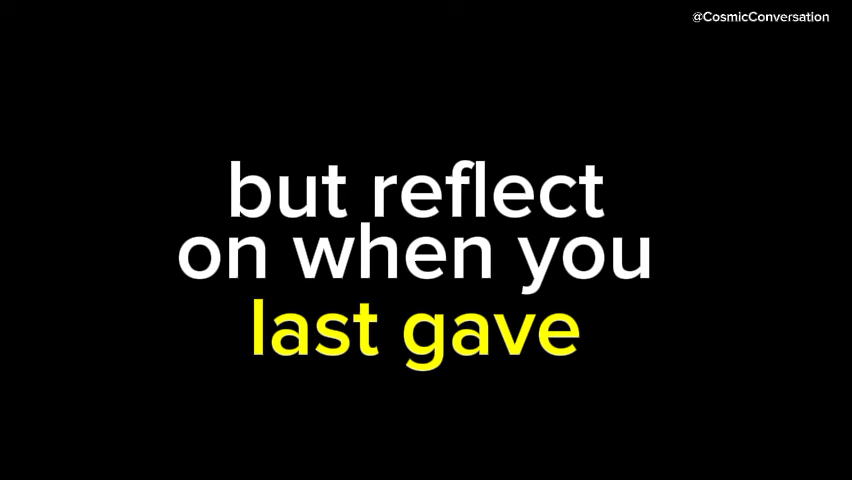 @CosmicConversation
but reflect
on when you
last gave